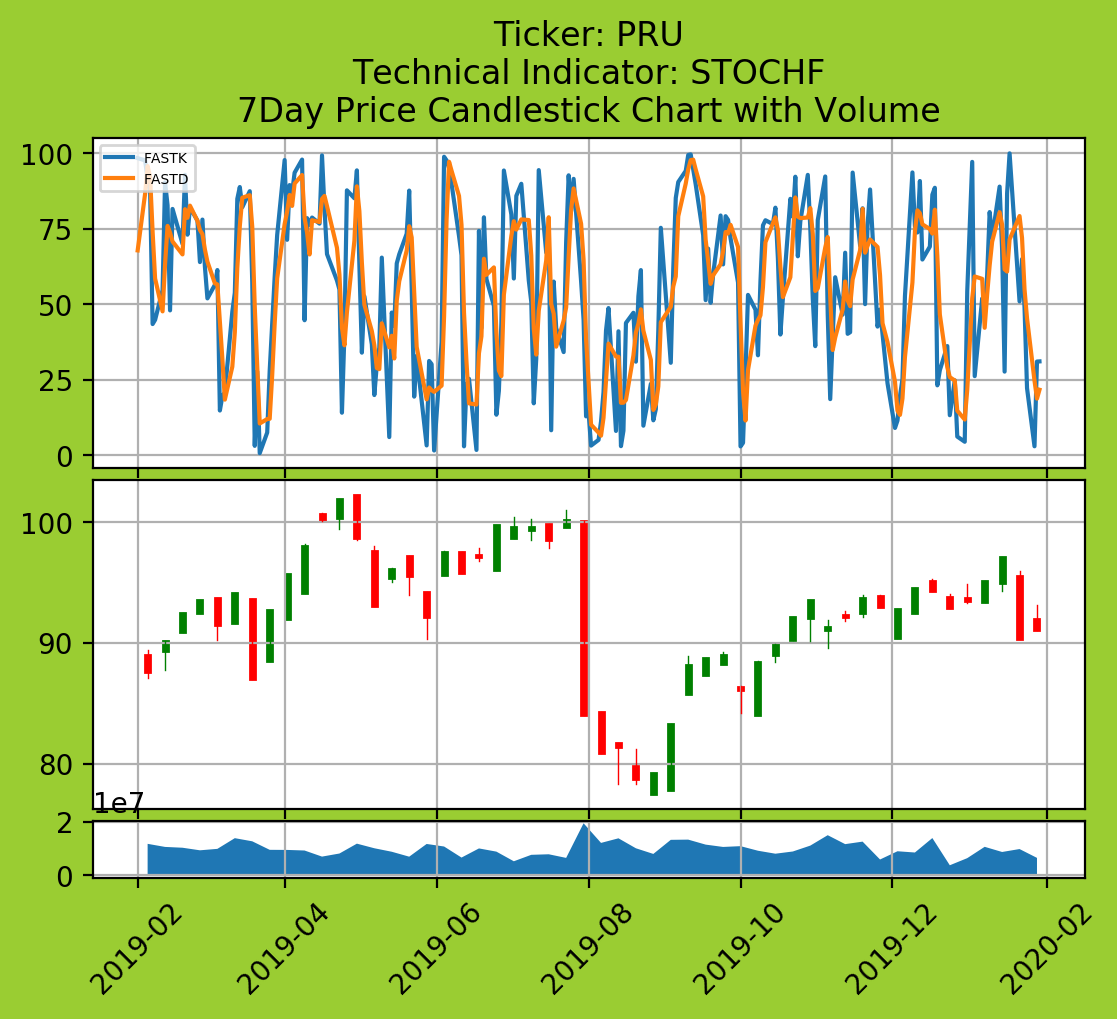 Ticker: PRU
Technical Indicator: STOCHF
7Day Price Candlestick Chart with Volume
100
FASTK
FASTD
75
50
25
0
100
90
80
1e7
2
0
2019-02
2019-04
2019-06
2019-08
2019-10
2019-12
2020-02